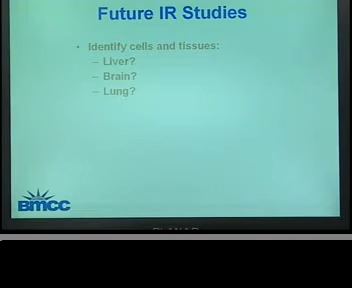 Future IR Studies
• Identify cells and tissues:
– Liver?
– Brain?
– Lung?
BMCC